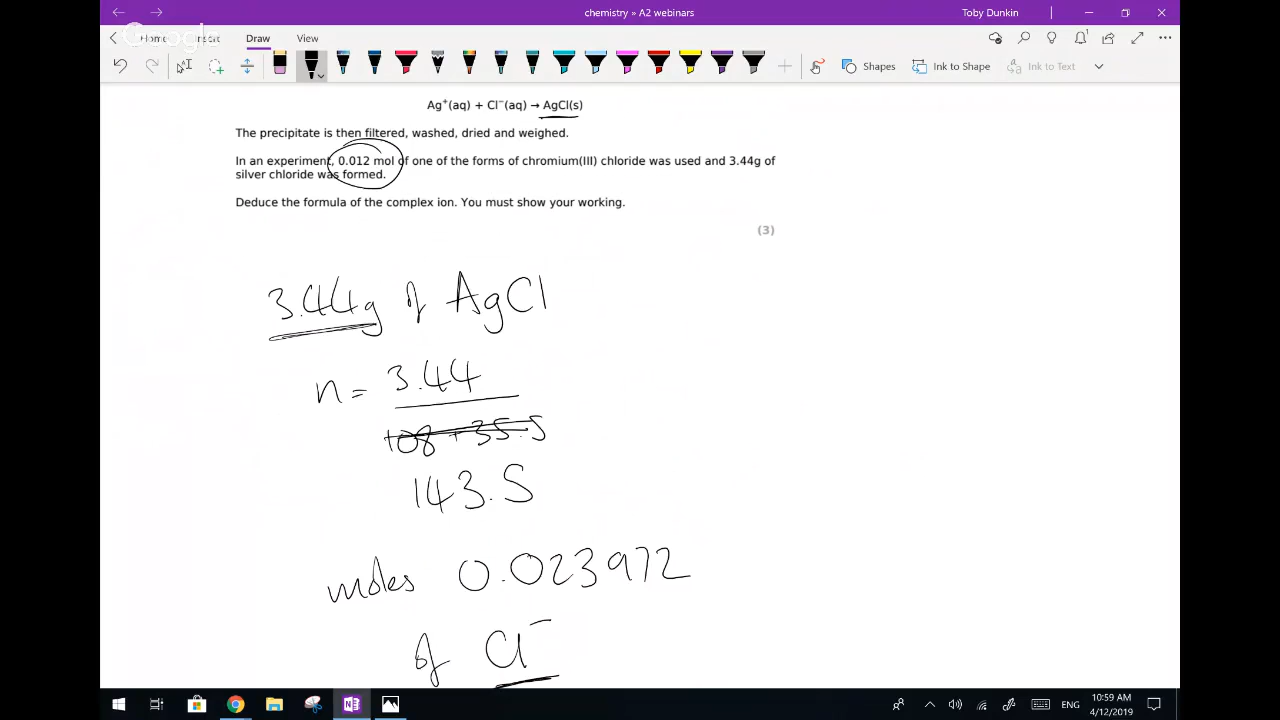 chemistry » A2 webinars
Toby Dunkin
Google
Home Insert Draw View
Shapes
Ink to Shape
Ink to Text
Ag⁺(aq) + Cl⁻(aq) → AgCl(s)
The precipitate is then filtered, washed, dried and weighed.
In an experiment, 0.012 mol of one of the forms of chromium(III) chloride was used and 3.44g of
silver chloride was formed.
Deduce the formula of the complex ion. You must show your working.
(3)
3.44g of AgCl
n = 3.44
108 + 35.5
143.5
moles 0.023972
of Cl⁻
ENG
10:59 AM
4/12/2019